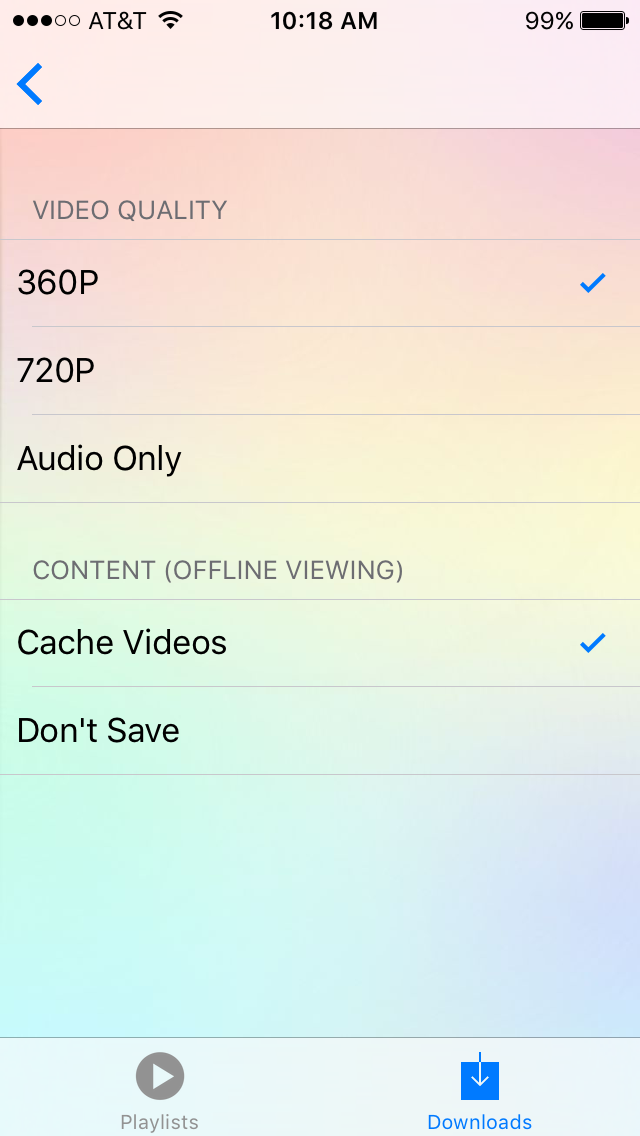 AT&T 10:18 AM 99%
VIDEO QUALITY
360P
720P
Audio Only
CONTENT (OFFLINE VIEWING)
Cache Videos
Don't Save
Playlists Downloads